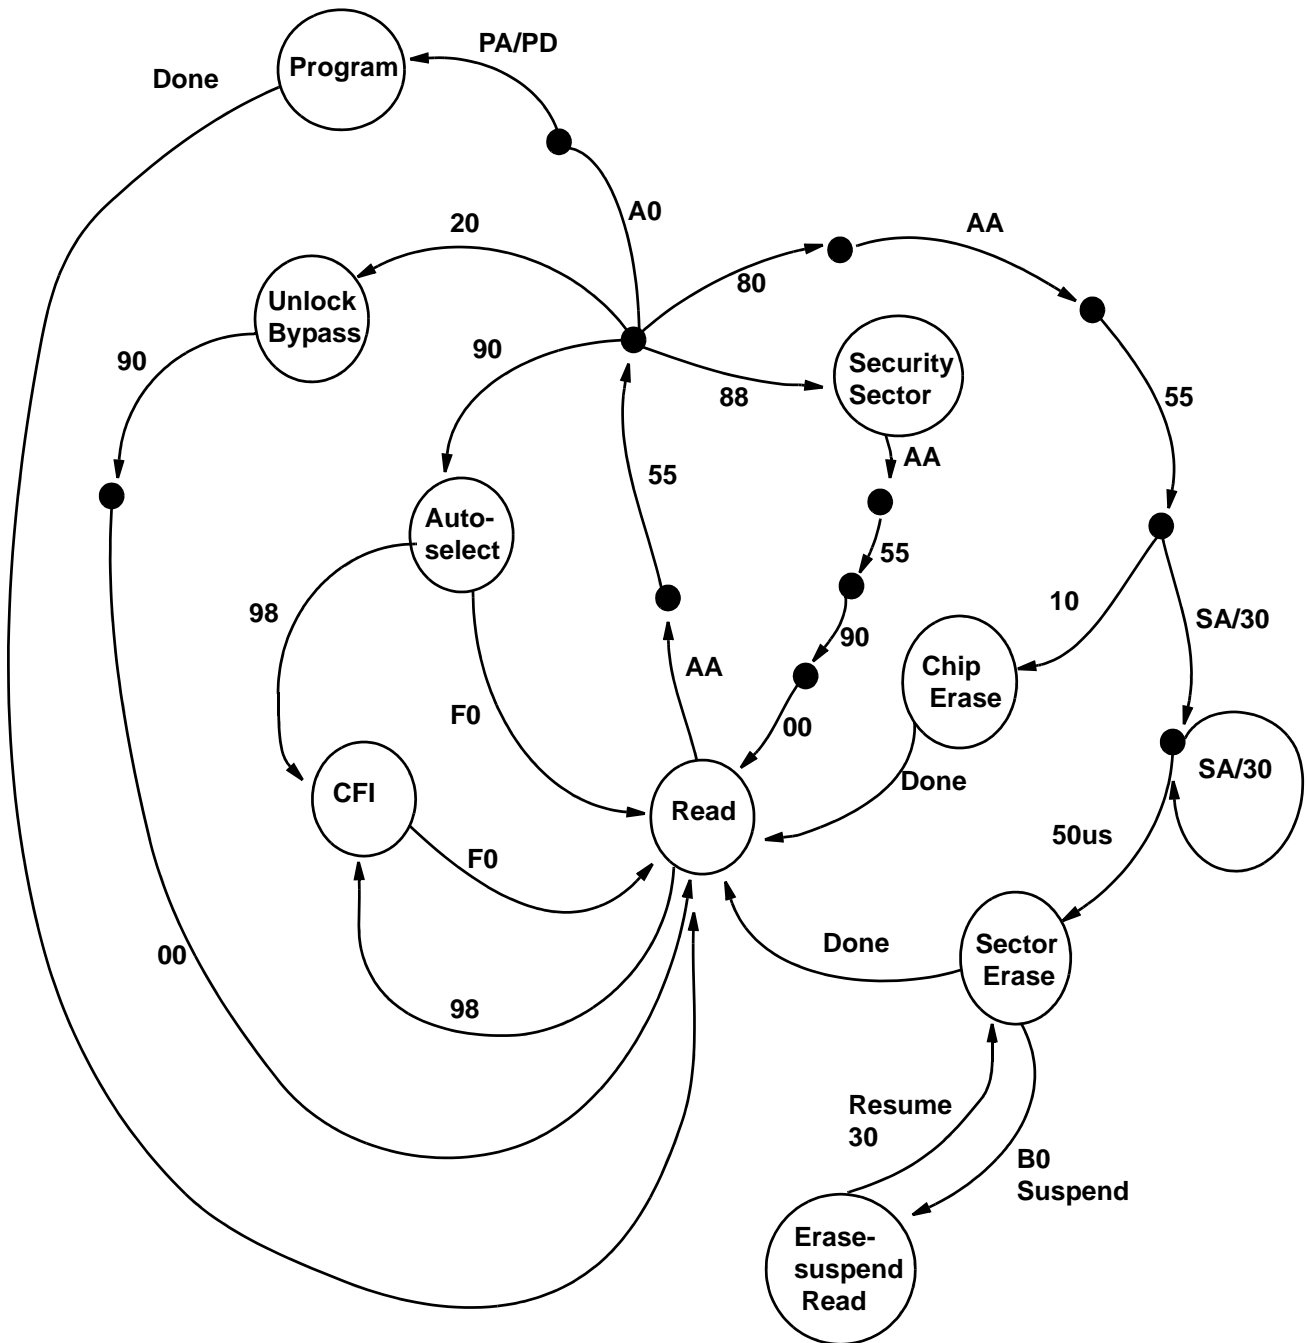 PA/PD
Program
Done
A0
20
AA
80
Unlock
Bypass
90
90
Security
Sector
88
55
AA
55
Auto-
select
55
98
10
SA/30
90
AA
Chip
Erase
F0
00
SA/30
CFI
Read
Done
50us
F0
Done
Sector
Erase
00
98
Resume
30
B0
Suspend
Erase-
suspend
Read